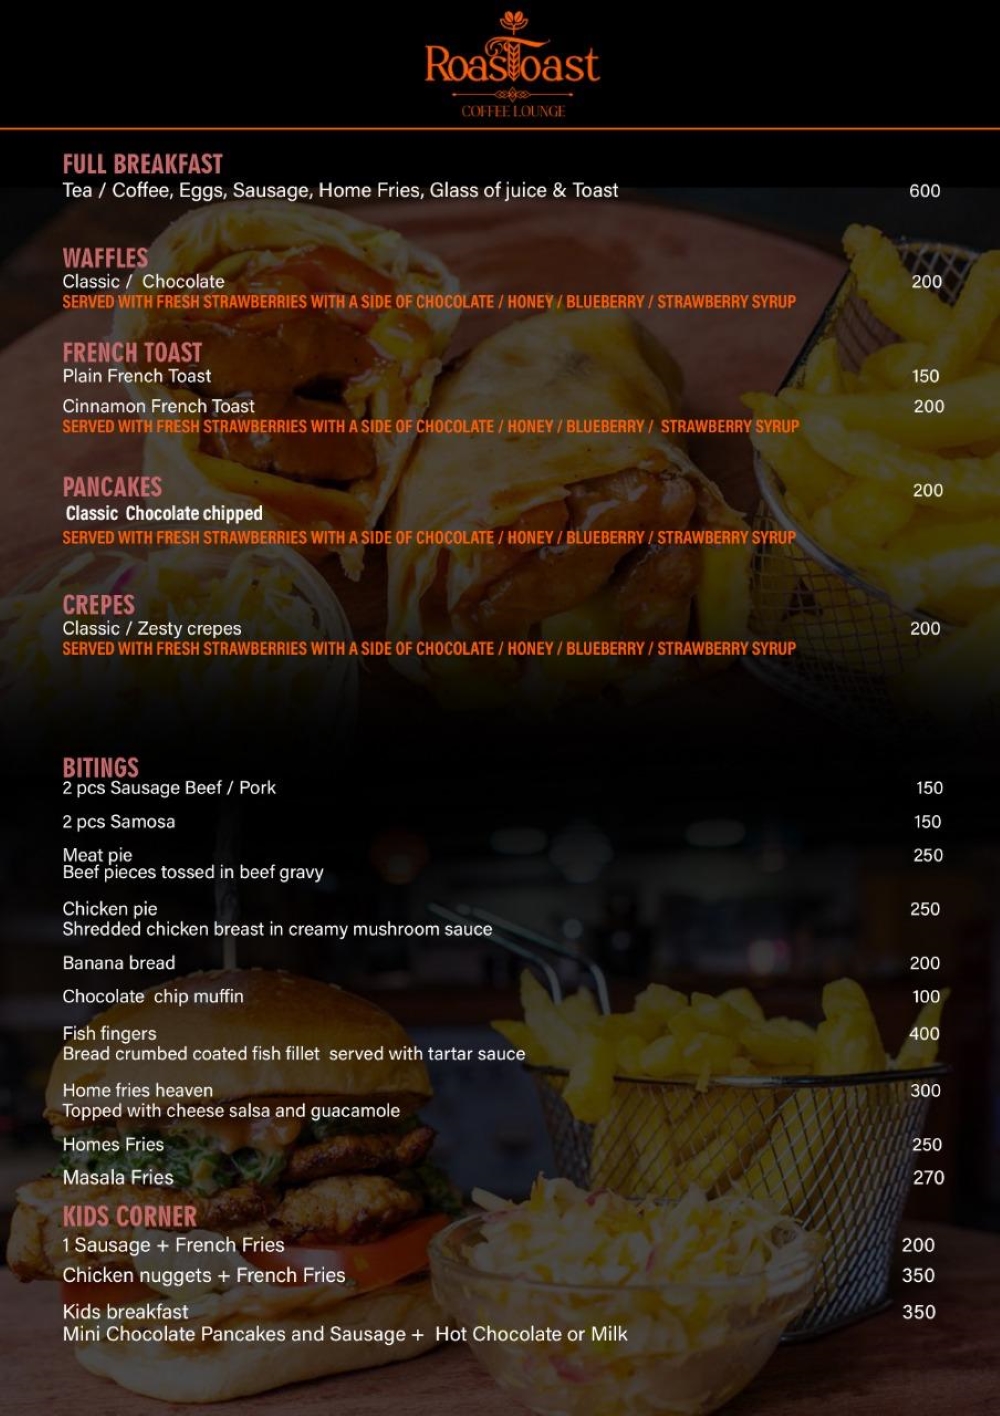 RoasToast
COFFEE LOUNGE
FULL BREAKFAST
Tea / Coffee, Eggs, Sausage, Home Fries, Glass of juice & Toast 600
WAFFLES
Classic / Chocolate 200
SERVED WITH FRESH STRAWBERRIES WITH A SIDE OF CHOCOLATE / HONEY / BLUEBERRY / STRAWBERRY SYRUP
FRENCH TOAST
Plain French Toast 150
Cinnamon French Toast 200
SERVED WITH FRESH STRAWBERRIES WITH A SIDE OF CHOCOLATE / HONEY / BLUEBERRY / STRAWBERRY SYRUP
PANCAKES 200
Classic Chocolate chipped
SERVED WITH FRESH STRAWBERRIES WITH A SIDE OF CHOCOLATE / HONEY / BLUEBERRY / STRAWBERRY SYRUP
CREPES
Classic / Zesty crepes 200
SERVED WITH FRESH STRAWBERRIES WITH A SIDE OF CHOCOLATE / HONEY / BLUEBERRY / STRAWBERRY SYRUP
BITINGS
2 pcs Sausage Beef / Pork 150
2 pcs Samosa 150
Meat pie 250
Beef pieces tossed in beef gravy
Chicken pie 250
Shredded chicken breast in creamy mushroom sauce
Banana bread 200
Chocolate chip muffin 100
Fish fingers 400
Bread crumbed coated fish fillet served with tartar sauce
Home fries heaven 300
Topped with cheese salsa and guacamole
Homes Fries 250
Masala Fries 270
KIDS CORNER
1 Sausage + French Fries 200
Chicken nuggets + French Fries 350
Kids breakfast 350
Mini Chocolate Pancakes and Sausage + Hot Chocolate or Milk